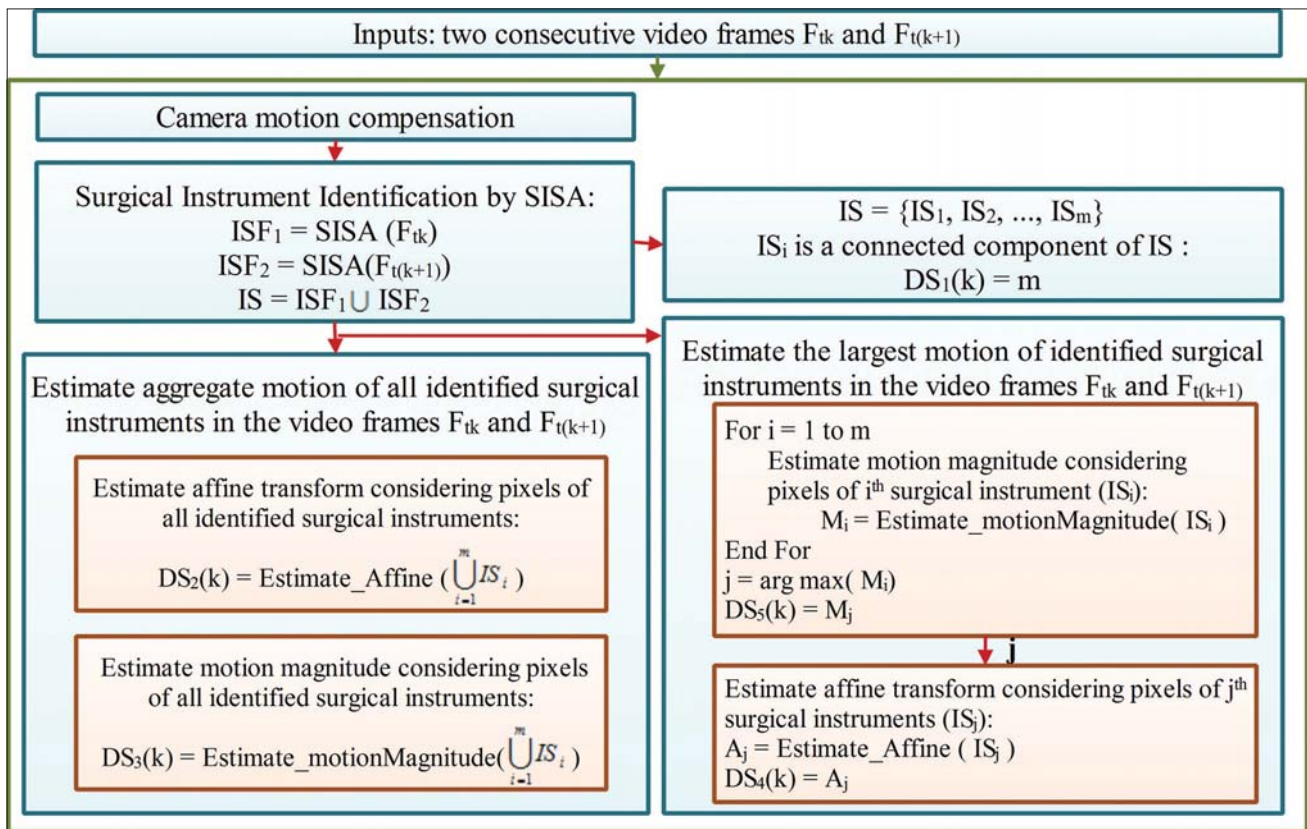 Inputs: two consecutive video frames Ftk and Ft(k+1)
Camera motion compensation
Surgical Instrument Identification by SISA:
ISF1 = SISA (Ftk)
ISF2 = SISA(Ft(k+1))
IS = ISF1 ⋃ ISF2
IS = {IS1, IS2, ..., ISm}
ISi is a connected component of IS :
DS1(k) = m
Estimate aggregate motion of all identified surgical
instruments in the video frames Ftk and Ft(k+1)
Estimate affine transform considering pixels of
all identified surgical instruments:
DS2(k) = Estimate_Affine (⋃_{i=1}^{m} IS i )
Estimate motion magnitude considering pixels
of all identified surgical instruments:
DS3(k) = Estimate_motionMagnitude(⋃_{i=1}^{m} IS i )
Estimate the largest motion of identified surgical
instruments in the video frames Ftk and Ft(k+1)
For i = 1 to m
Estimate motion magnitude considering
pixels of ith surgical instrument (ISi):
Mi = Estimate_motionMagnitude( ISi )
End For
j = arg max( Mi)
DS5(k) = Mj
j
Estimate affine transform considering pixels of jth
surgical instruments (ISj):
Aj = Estimate_Affine ( ISj )
DS4(k) = Aj